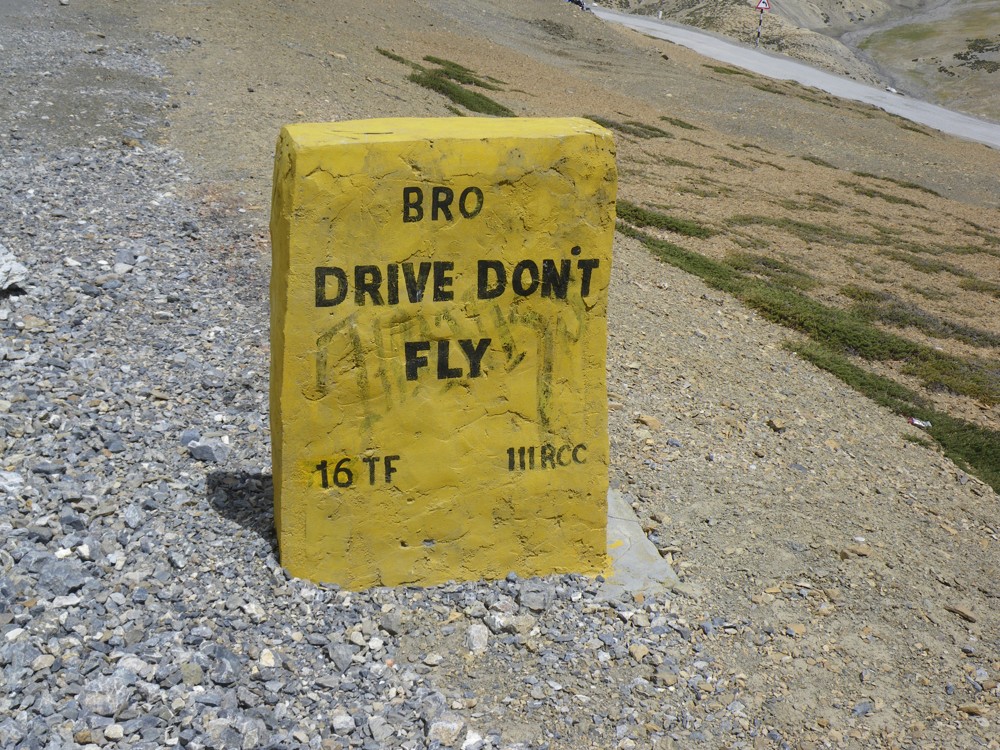 BRO
DRIVE DON'T
FLY
16 TF 111 RCC